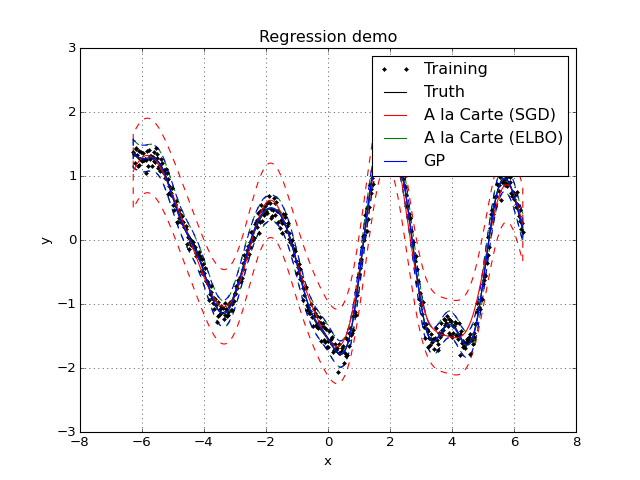 Regression demo
3
2
1
0
−1
−2
−3
y
Training
Truth
A la Carte (SGD)
A la Carte (ELBO)
GP
−8
−6
−4
−2
0
2
4
6
8
x